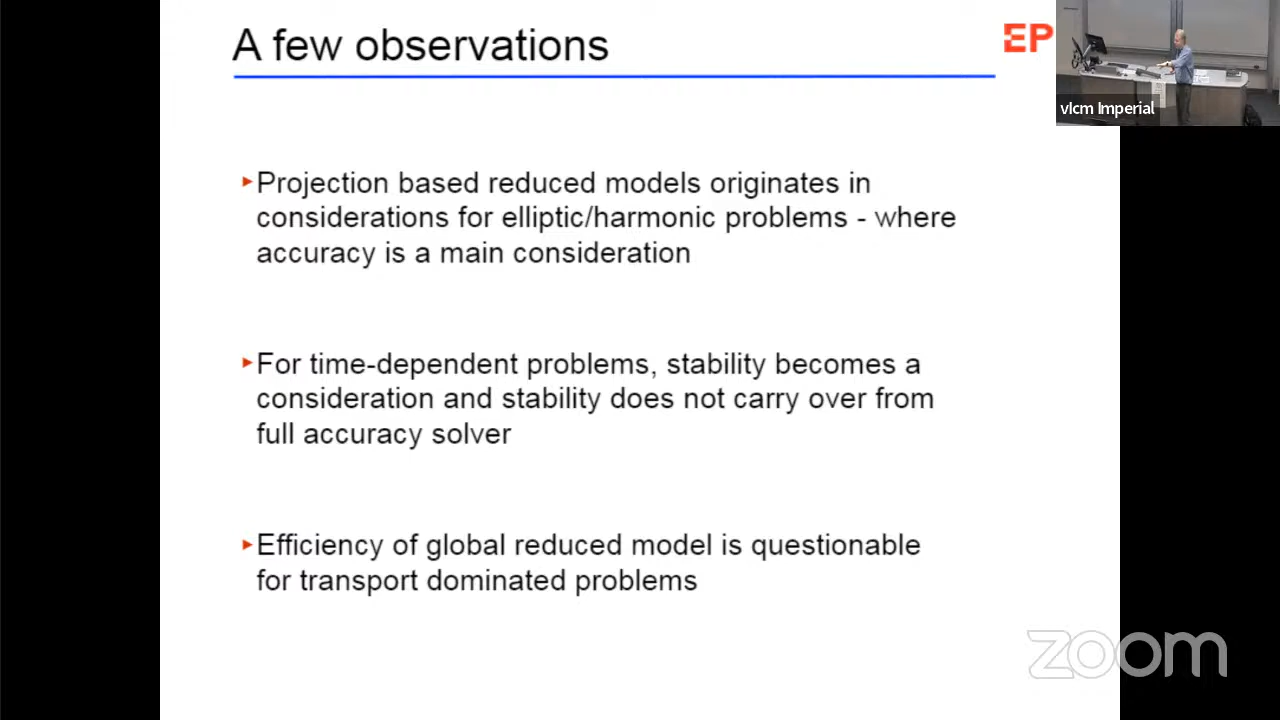 A few observations
EP
vlcm Imperial
▸Projection based reduced models originates in
considerations for elliptic/harmonic problems - where
accuracy is a main consideration
▸For time-dependent problems, stability becomes a
consideration and stability does not carry over from
full accuracy solver
▸Efficiency of global reduced model is questionable
for transport dominated problems
zoom